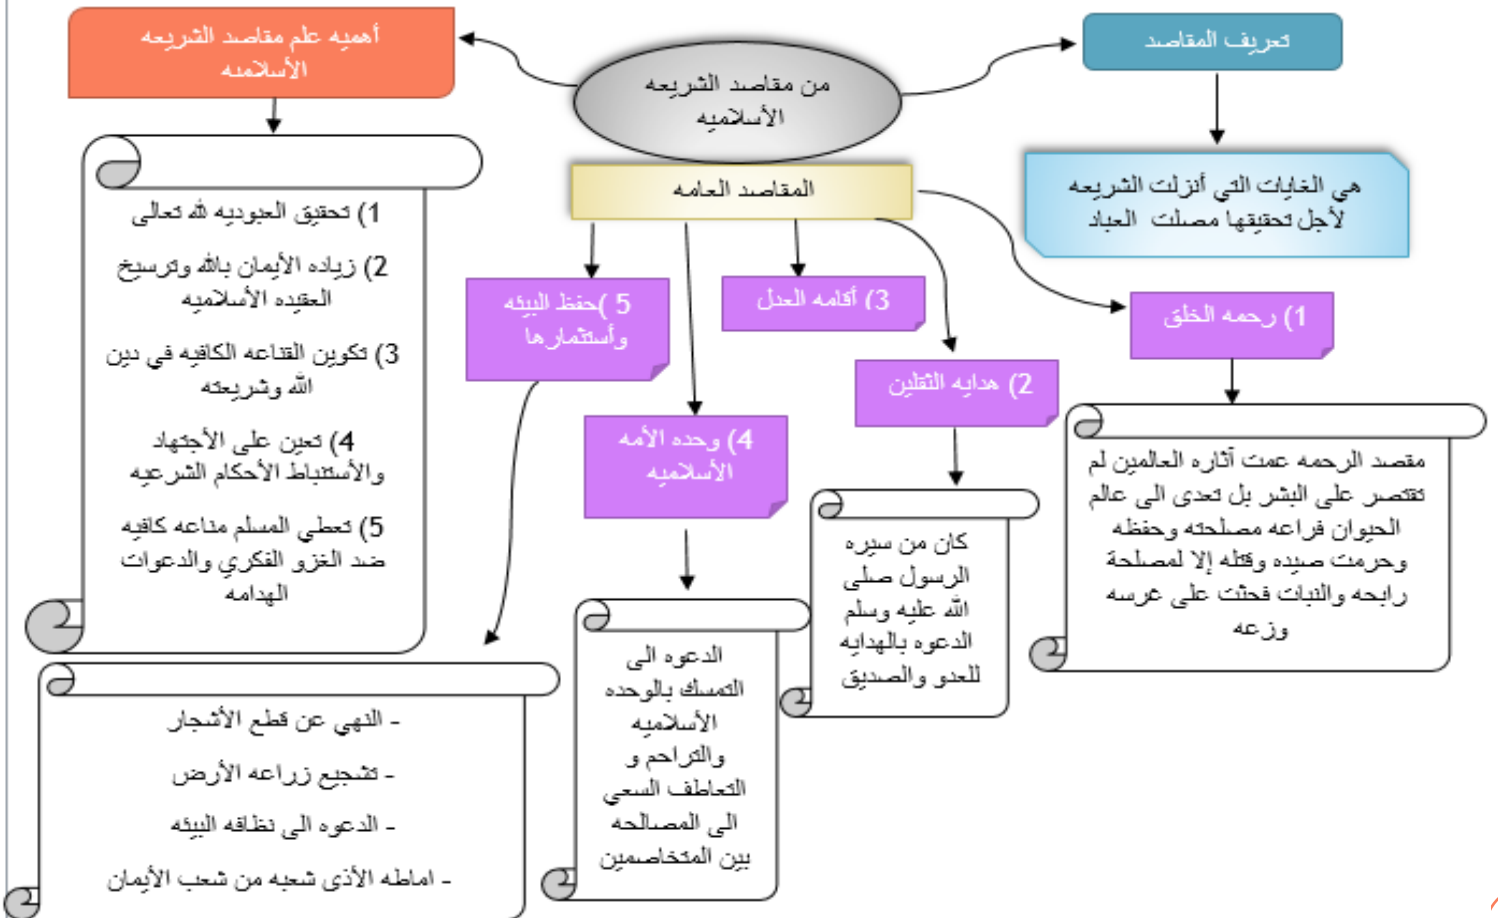 من مقاصد الشريعه
الأسلاميه
تعريف المقاصد
هي الغايات التي أنزلت الشريعه
لأجل تحقيقها مصلت العباد
أهميه علم مقاصد الشريعه
الأسلاميه
1) تحقيق العبوديه لله تعالى
2) زياده الأيمان بالله وترسيخ
العقيده الأسلاميه
3) تكوين القناعه الكافيه في دين
الله وشريعته
4) تعين على الأجتهاد
والأستنباط الأحكام الشرعيه
5) تعطي المسلم مناعه كافيه
ضد الغزو الفكري والدعوات
الهدامه
المقاصد العامه
1) رحمه الخلق
مقصد الرحمه عمت آثاره العالمين لم
تقتصر على البشر بل تعدى الى عالم
الحيوان فراعه مصلحته وحفظه
وحرمت صيده وقتله إلا لمصلحة
رابحه والنبات فحثت على غرسه
وزعه
2) هدايه الثقلين
كان من سيره
الرسول صلى
الله عليه وسلم
الدعوه بالهدايه
للعدو والصديق
3) أقامه العدل
4) وحده الأمه
الأسلاميه
الدعوه الى
التمسك بالوحده
الأسلاميه
والتراحم و
التعاطف السعي
الى المصالحه
بين المتخاصمين
5 )حفظ البيئه
وأستثمارها
- النهي عن قطع الأشجار
- تشجيع زراعه الأرض
- الدعوه الى نظافه البيئه
- اماطه الأذى شعبه من شعب الأيمان